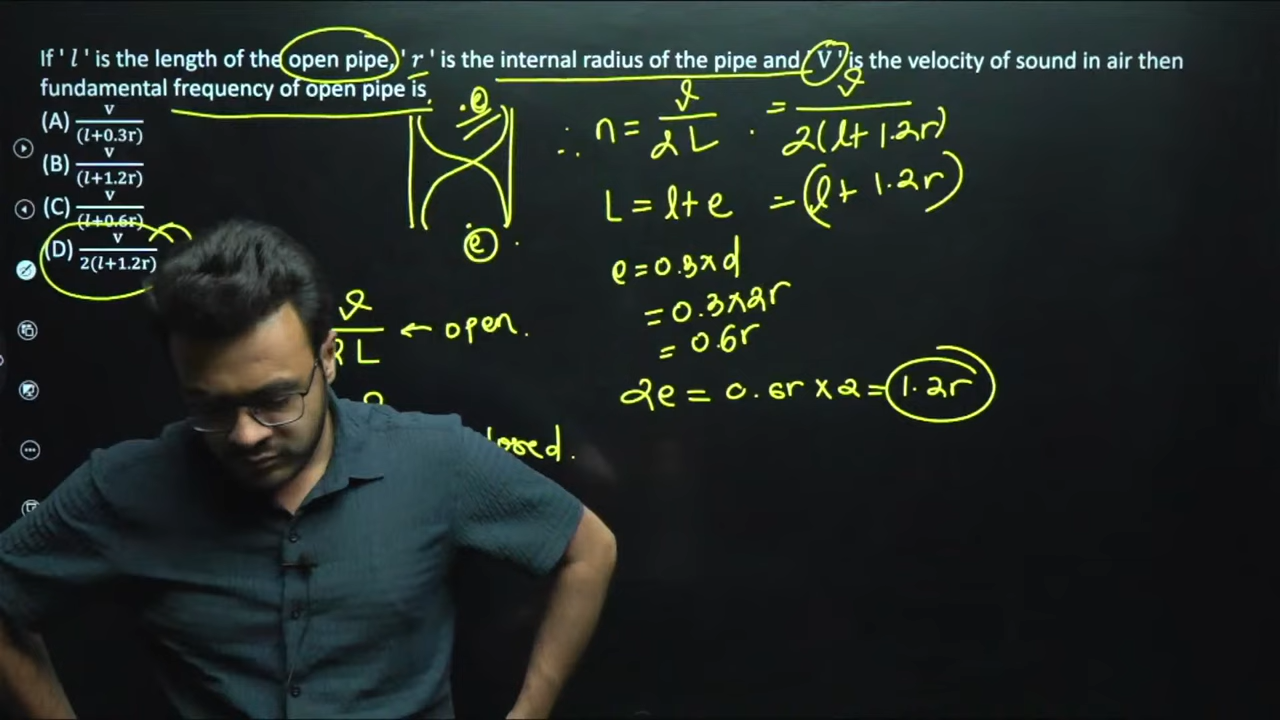 If ' l ' is the length of the open pipe, ' r ' is the internal radius of the pipe and ' V ' is the velocity of sound in air then
fundamental frequency of open pipe is
(A) v/(l+0.3r)
(B) v/(l+1.2r)
(C) v/(l+0.6r)
(D) v/2(l+1.2r)
e
e
2L ← open.
∴ n = v/2L = v/2(l+1.2r)
L = l+e = (l+1.2r)
e = 0.3×d
= 0.3×2r
= 0.6r
2e = 0.6r × 2 = 1.2r